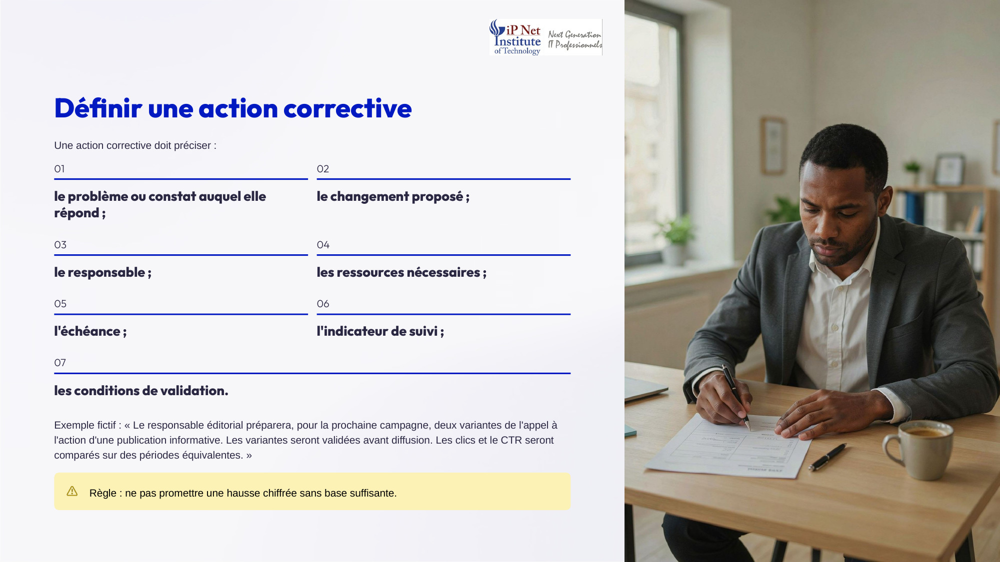 iP Net
Institute
of Technology
Next Generation
IT Professionnels
Définir une action corrective
Une action corrective doit préciser :
01
le problème ou constat auquel elle
répond ;
02
le changement proposé ;
03
le responsable ;
04
les ressources nécessaires ;
05
l'échéance ;
06
l'indicateur de suivi ;
07
les conditions de validation.
Exemple fictif : « Le responsable éditorial préparera, pour la prochaine campagne, deux variantes de l'appel à
l'action d'une publication informative. Les variantes seront validées avant diffusion. Les clics et le CTR seront
comparés sur des périodes équivalentes. »
Règle : ne pas promettre une hausse chiffrée sans base suffisante.